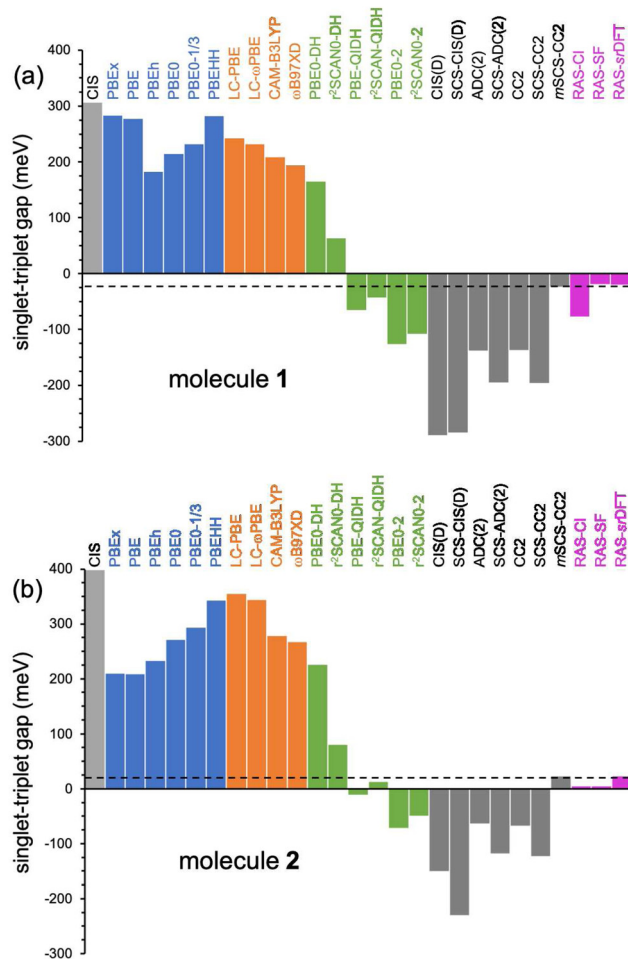 (a)
CIS
PBEx
PBE
PBEh
PBE0
PBE0-1/3
PBEHH
LC-PBE
LC-ωPBE
CAM-B3LYP
ωB97XD
PBE0-DH
r²SCAN0-DH
PBE-QIDH
r²SCAN-QIDH
PBE0-2
r²SCAN0-2
CIS(D)
SCS-CIS(D)
ADC(2)
SCS-ADC(2)
CC2
SCS-CC2
mSCS-CC2
RAS-CI
RAS-SF
RAS-srDFT
singlet-triplet gap (meV)
400
300
200
100
0
-100
-200
300
molecule 1
(b)
CIS
PBEx
PBE
PBEh
PBE0
PBE0-1/3
PBEHH
LC-PBE
LC-ωPBE
CAM-B3LYP
ωB97XD
PBE0-DH
r²SCAN0-DH
PBE-QIDH
r²SCAN-QIDH
PBE0-2
r²SCAN0-2
CIS(D)
SCS-CIS(D)
ADC(2)
SCS-ADC(2)
CC2
SCS-CC2
mSCS-CC2
RAS-CI
RAS-SF
RAS-srDFT
singlet-triplet gap (meV)
400
300
200
100
0
-100
-200
-300
molecule 2